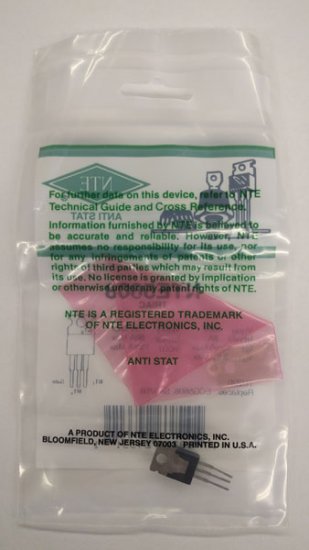 NTE
ANTI STAT
For further data on this device, refer to NTE
Technical Guide and Cross Reference.
Information furnished by NTE is believed to
be accurate and reliable. However, NTE
assumes no responsibility for its use, nor
for any infringements of patents or other
rights of third parties which may result from
its use. No license is granted by implication
or otherwise under any patent rights of NTE.
NTE IS A REGISTERED TRADEMARK
OF NTE ELECTRONICS, INC.
TRIAC
ANTI STAT
Gate
MT1
Replaces
A PRODUCT OF NTE ELECTRONICS, INC.
BLOOMFIELD, NEW JERSEY 07003 PRINTED IN U.S.A.